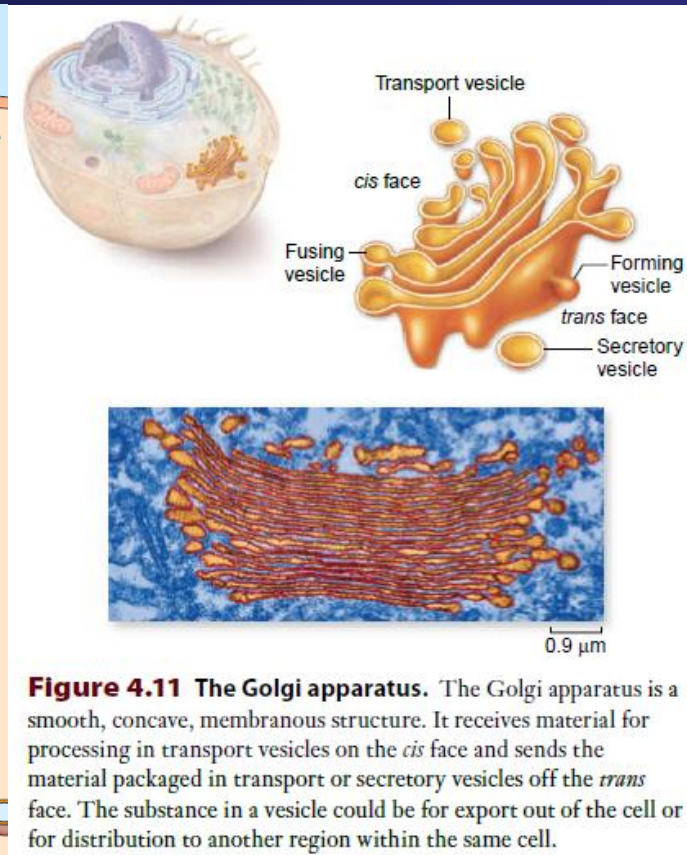 Transport vesicle
cis face
Fusing
vesicle
Forming
vesicle
trans face
Secretory
vesicle
0.9 µm
Figure 4.11 The Golgi apparatus. The Golgi apparatus is a
smooth, concave, membranous structure. It receives material for
processing in transport vesicles on the cis face and sends the
material packaged in transport or secretory vesicles off the trans
face. The substance in a vesicle could be for export out of the cell or
for distribution to another region within the same cell.